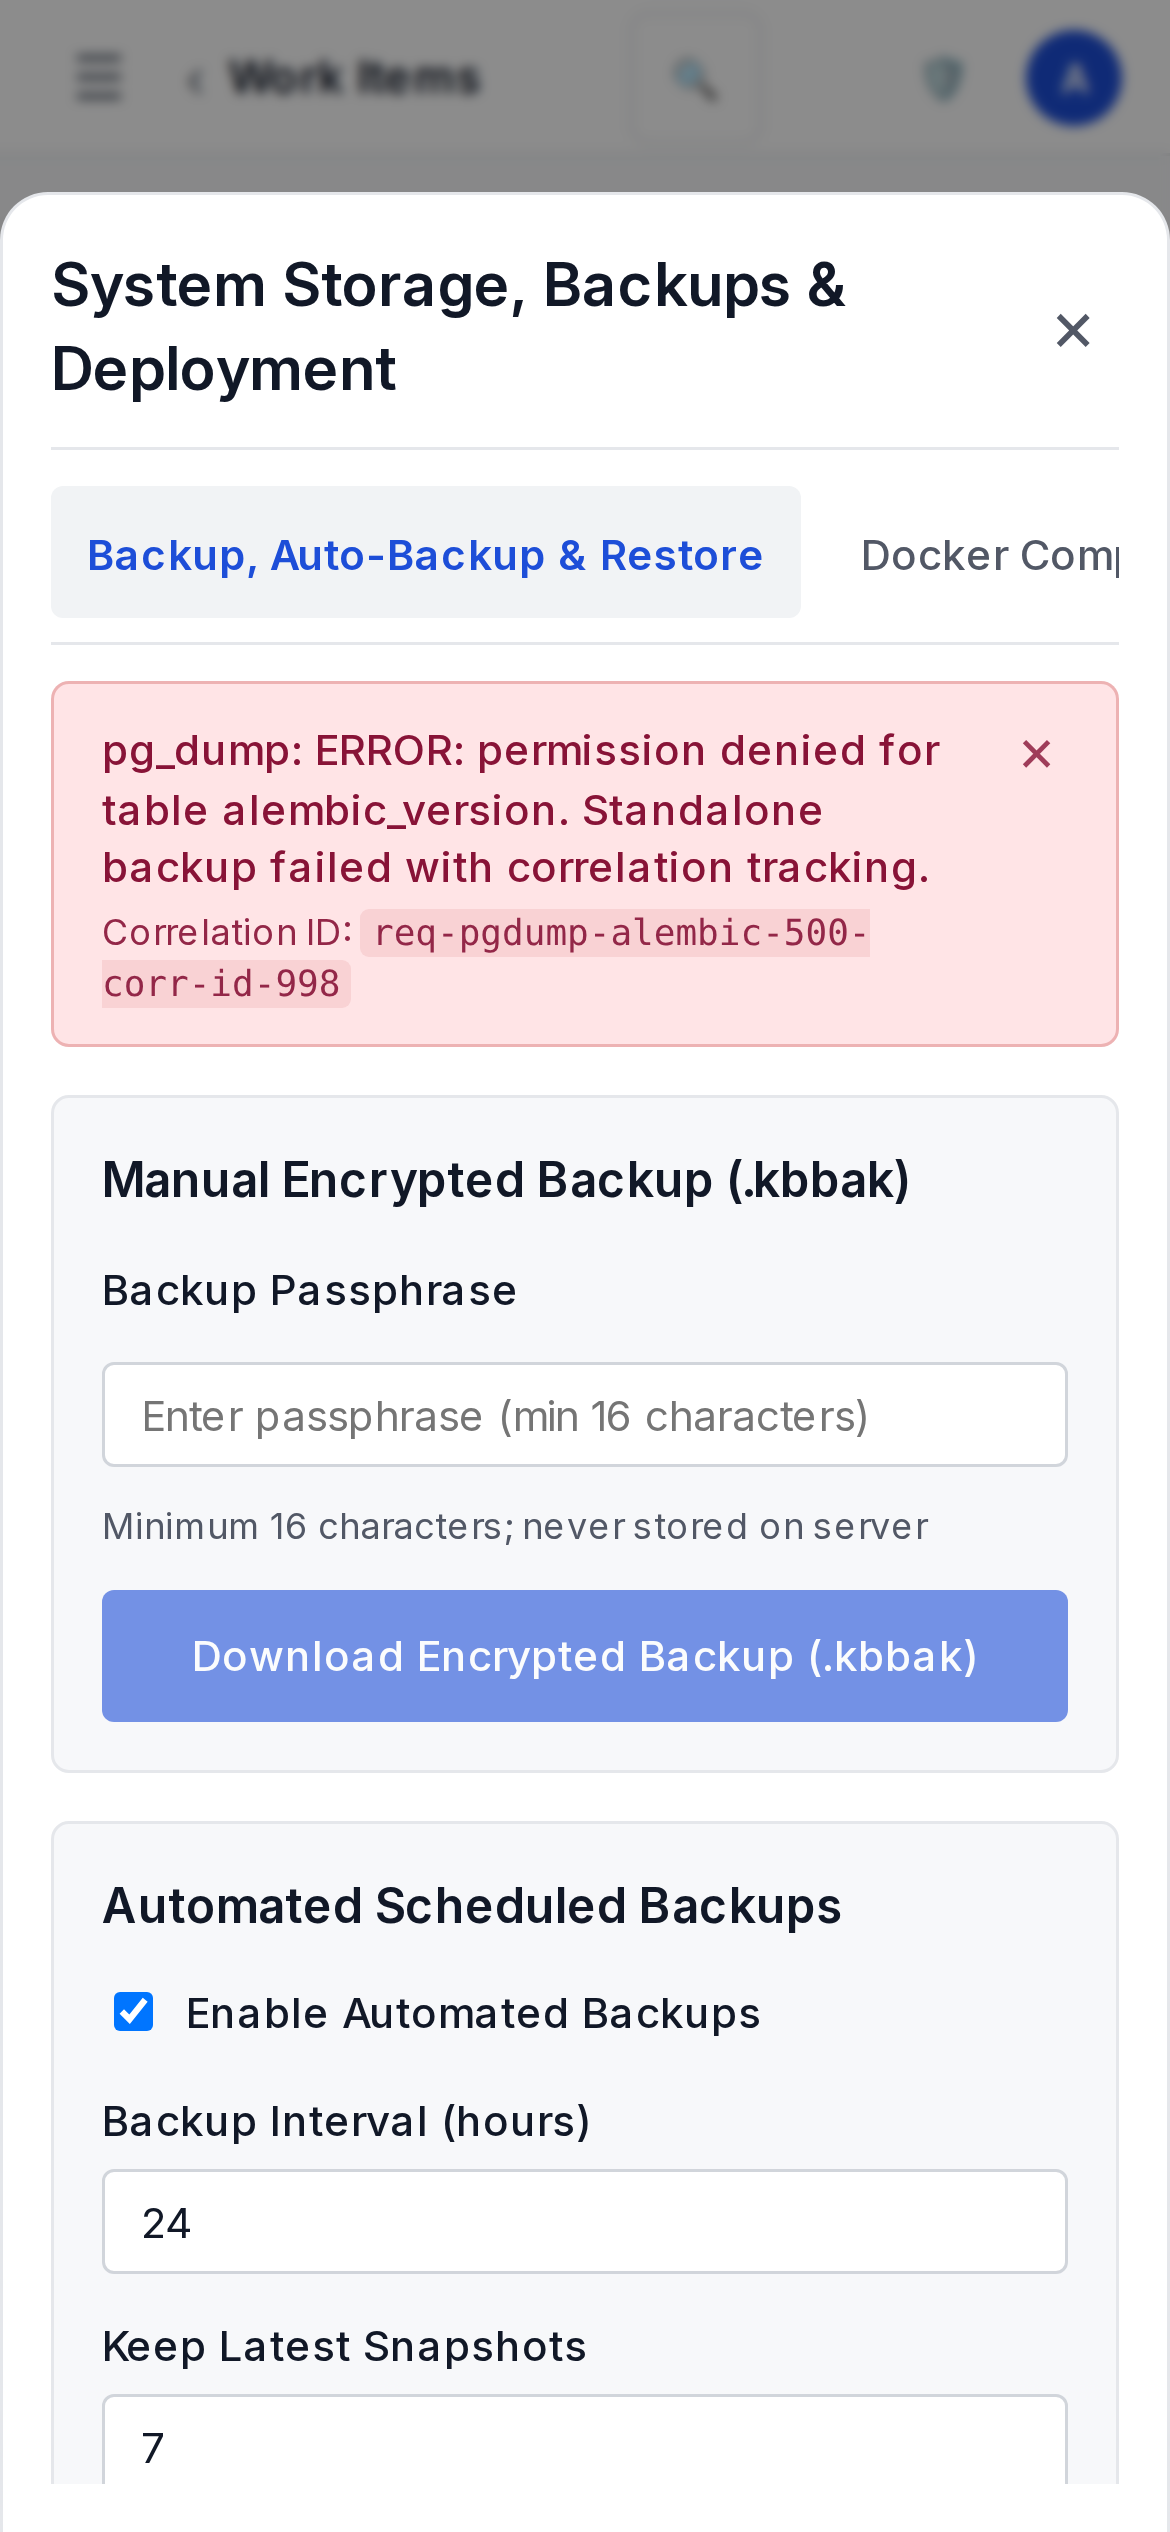 Work Items
A
System Storage, Backups &
Deployment
Backup, Auto-Backup & Restore
Docker Comp
pg_dump: ERROR: permission denied for
table alembic_version. Standalone
backup failed with correlation tracking.
Correlation ID: req-pgdump-alembic-500-
corr-id-998
Manual Encrypted Backup (.kbbak)
Backup Passphrase
Enter passphrase (min 16 characters)
Minimum 16 characters; never stored on server
Download Encrypted Backup (.kbbak)
Automated Scheduled Backups
Enable Automated Backups
Backup Interval (hours)
24
Keep Latest Snapshots
7